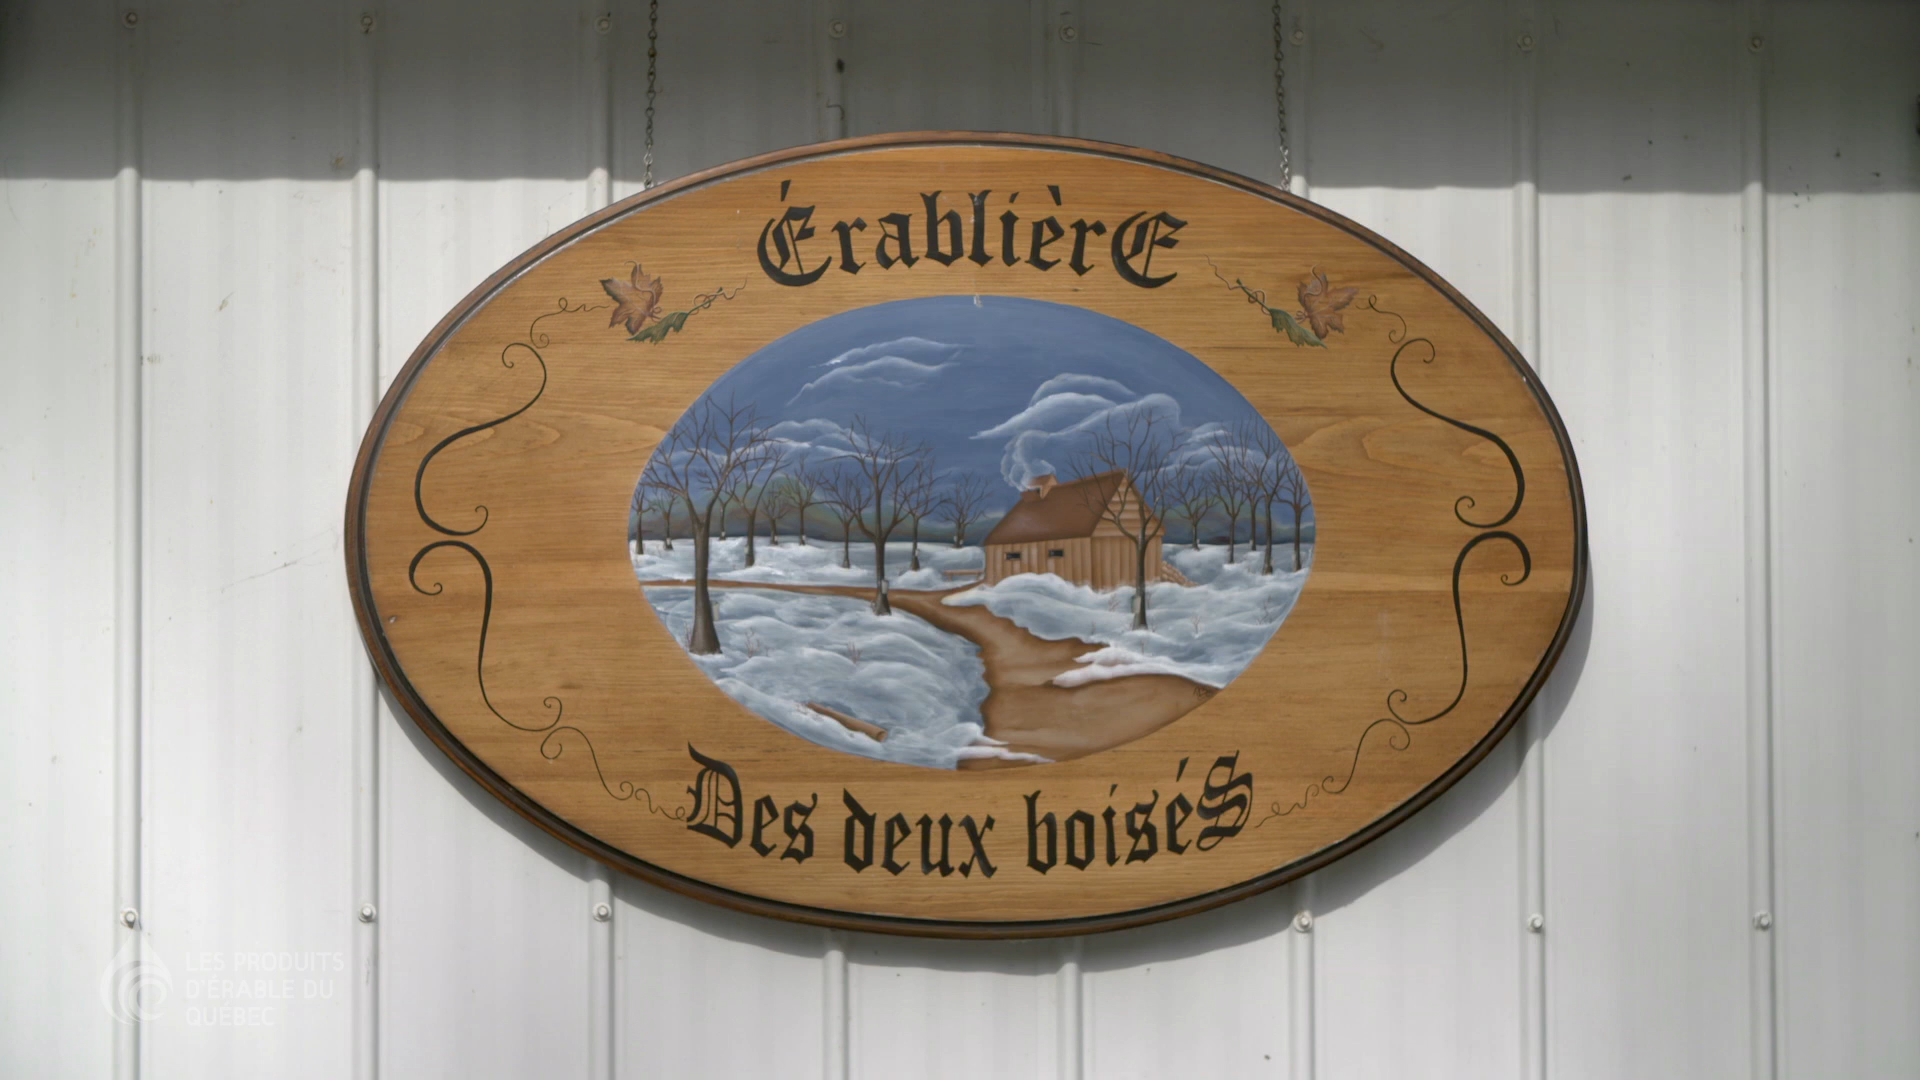 ÉrablièrE
Des deux boiséS
LES PRODUITS
D'ÉRABLE DU
QUÉBEC